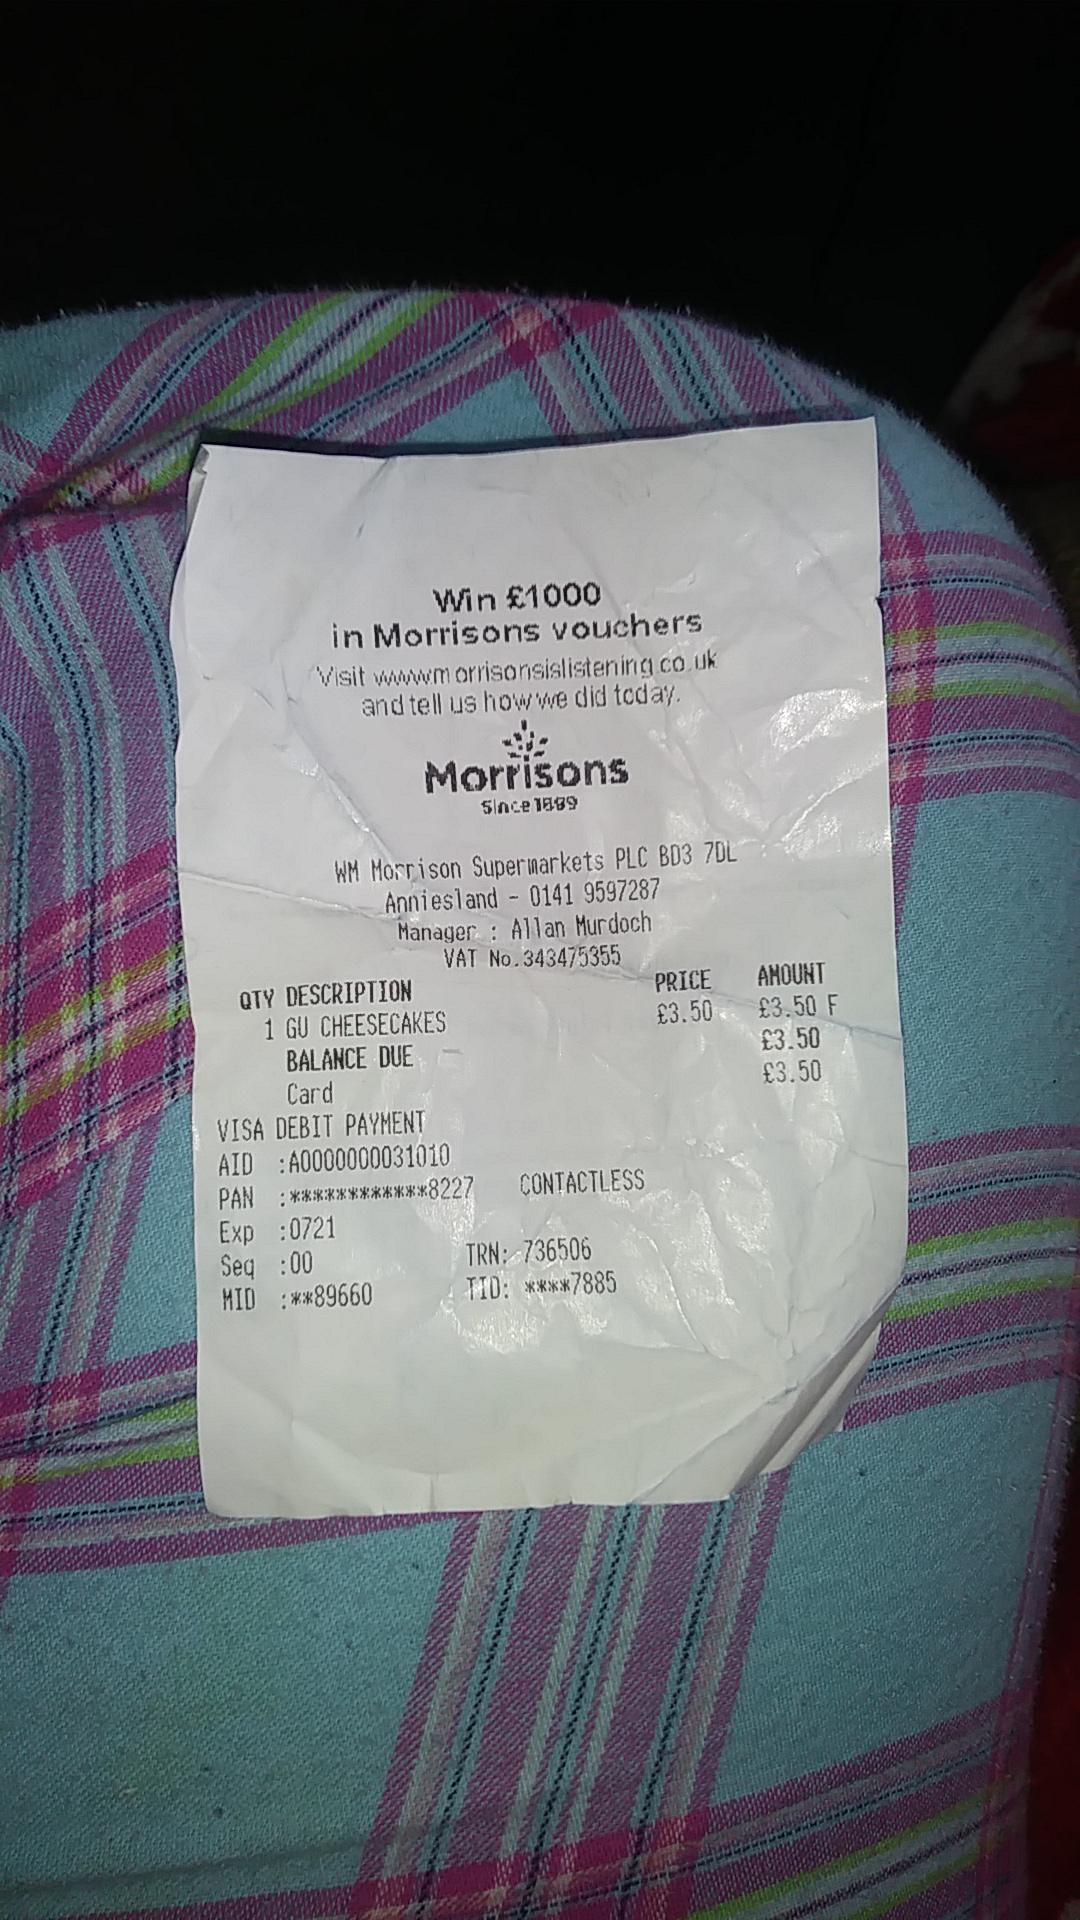 Win £1000
in Morrisons vouchers
Visit www.morrisonsislistening.co.uk
and tell us how we did today.
Morrisons
Since 1899
WM Morrison Supermarkets PLC BD3 7DL
Anniesland - 0141 9597287
Manager : Allan Murdoch
VAT No.343475355
QTY DESCRIPTION PRICE AMOUNT
1 GU CHEESECAKES £3.50 £3.50 F
BALANCE DUE £3.50
Card £3.50
VISA DEBIT PAYMENT
AID :A0000000031010
PAN :************8227 CONTACTLESS
Exp :0721
Seq :00 TRN: 736506
MID :**89660 TID: ****7885